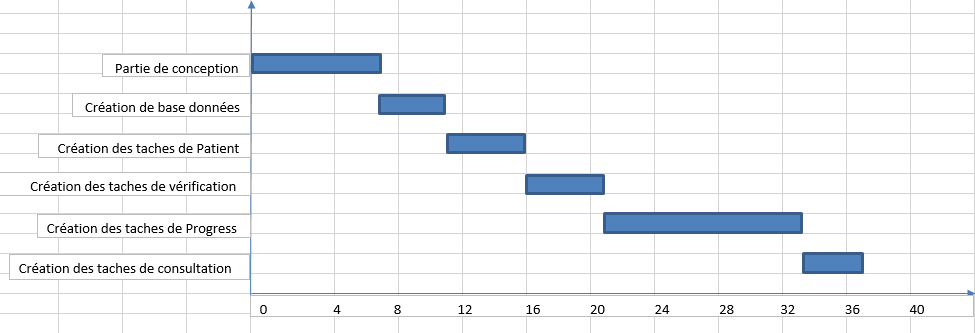 Partie de conception
Création de base données
Création des taches de Patient
Création des taches de vérification
Création des taches de Progress
Création des taches de consultation
0 4 8 12 16 20 24 28 32 36 40